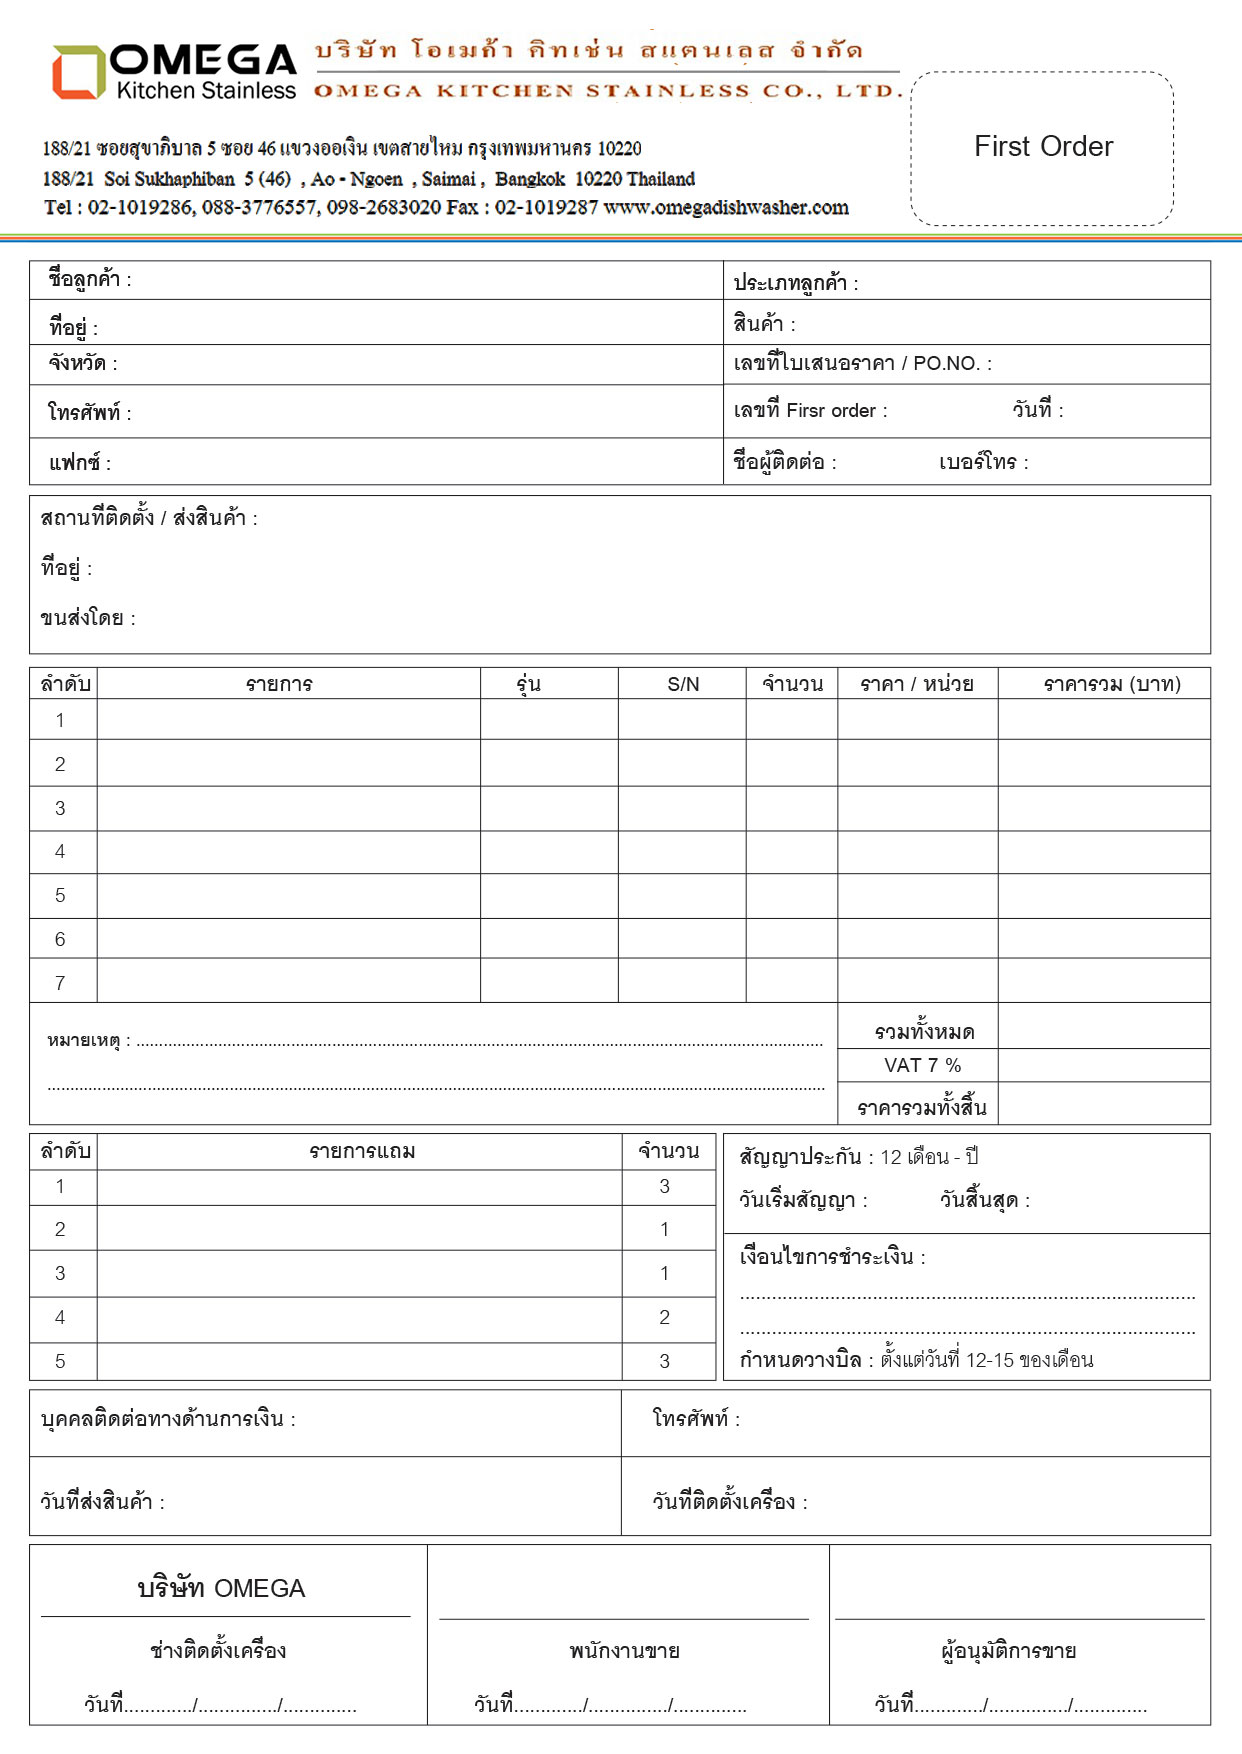 OMEGA
Kitchen Stainless
บริษัท โอเมก้า คิทเช่น สแตนเลส จำกัด
OMEGA KITCHEN STAINLESS CO., LTD.
First Order
188/21 ซอยสุขาภิบาล 5 ซอย 46 แขวงออเงิน เขตสายไหม กรุงเทพมหานคร 10220
188/21 Soi Sukhaphiban 5 (46) , Ao - Ngoen , Saimai , Bangkok 10220 Thailand
Tel : 02-1019286, 088-3776557, 098-2683020 Fax : 02-1019287 www.omegadishwasher.com
ชื่อลูกค้า : ประเภทลูกค้า :
ที่อยู่ : สินค้า :
จังหวัด : เลขที่ใบเสนอราคา / PO.NO. :
โทรศัพท์ : เลขที่ Firsr order : วันที่ :
แฟกซ์ : ชื่อผู้ติดต่อ : เบอร์โทร :
สถานที่ติดตั้ง / ส่งสินค้า :
ที่อยู่ :
ขนส่งโดย :
ลำดับ รายการ รุ่น S/N จำนวน ราคา / หน่วย ราคารวม (บาท)
1
2
3
4
5
6
7
หมายเหตุ : ........................................ รวมทั้งหมด
VAT 7 %
ราคารวมทั้งสิ้น
ลำดับ รายการแถม จำนวน
1 3
2 1
3 1
4 2
5 3
สัญญาประกัน : 12 เดือน - ปี
วันเริ่มสัญญา : วันสิ้นสุด :
เงื่อนไขการชำระเงิน :
กำหนดวางบิล : ตั้งแต่วันที่ 12-15 ของเดือน
บุคคลติดต่อทางด้านการเงิน : โทรศัพท์ :
วันที่ส่งสินค้า : วันที่ติดตั้งเครื่อง :
บริษัท OMEGA
ช่างติดตั้งเครื่อง พนักงานขาย ผู้อนุมัติการขาย
วันที่............./.............../.............. วันที่............./.............../.............. วันที่............./.............../..............